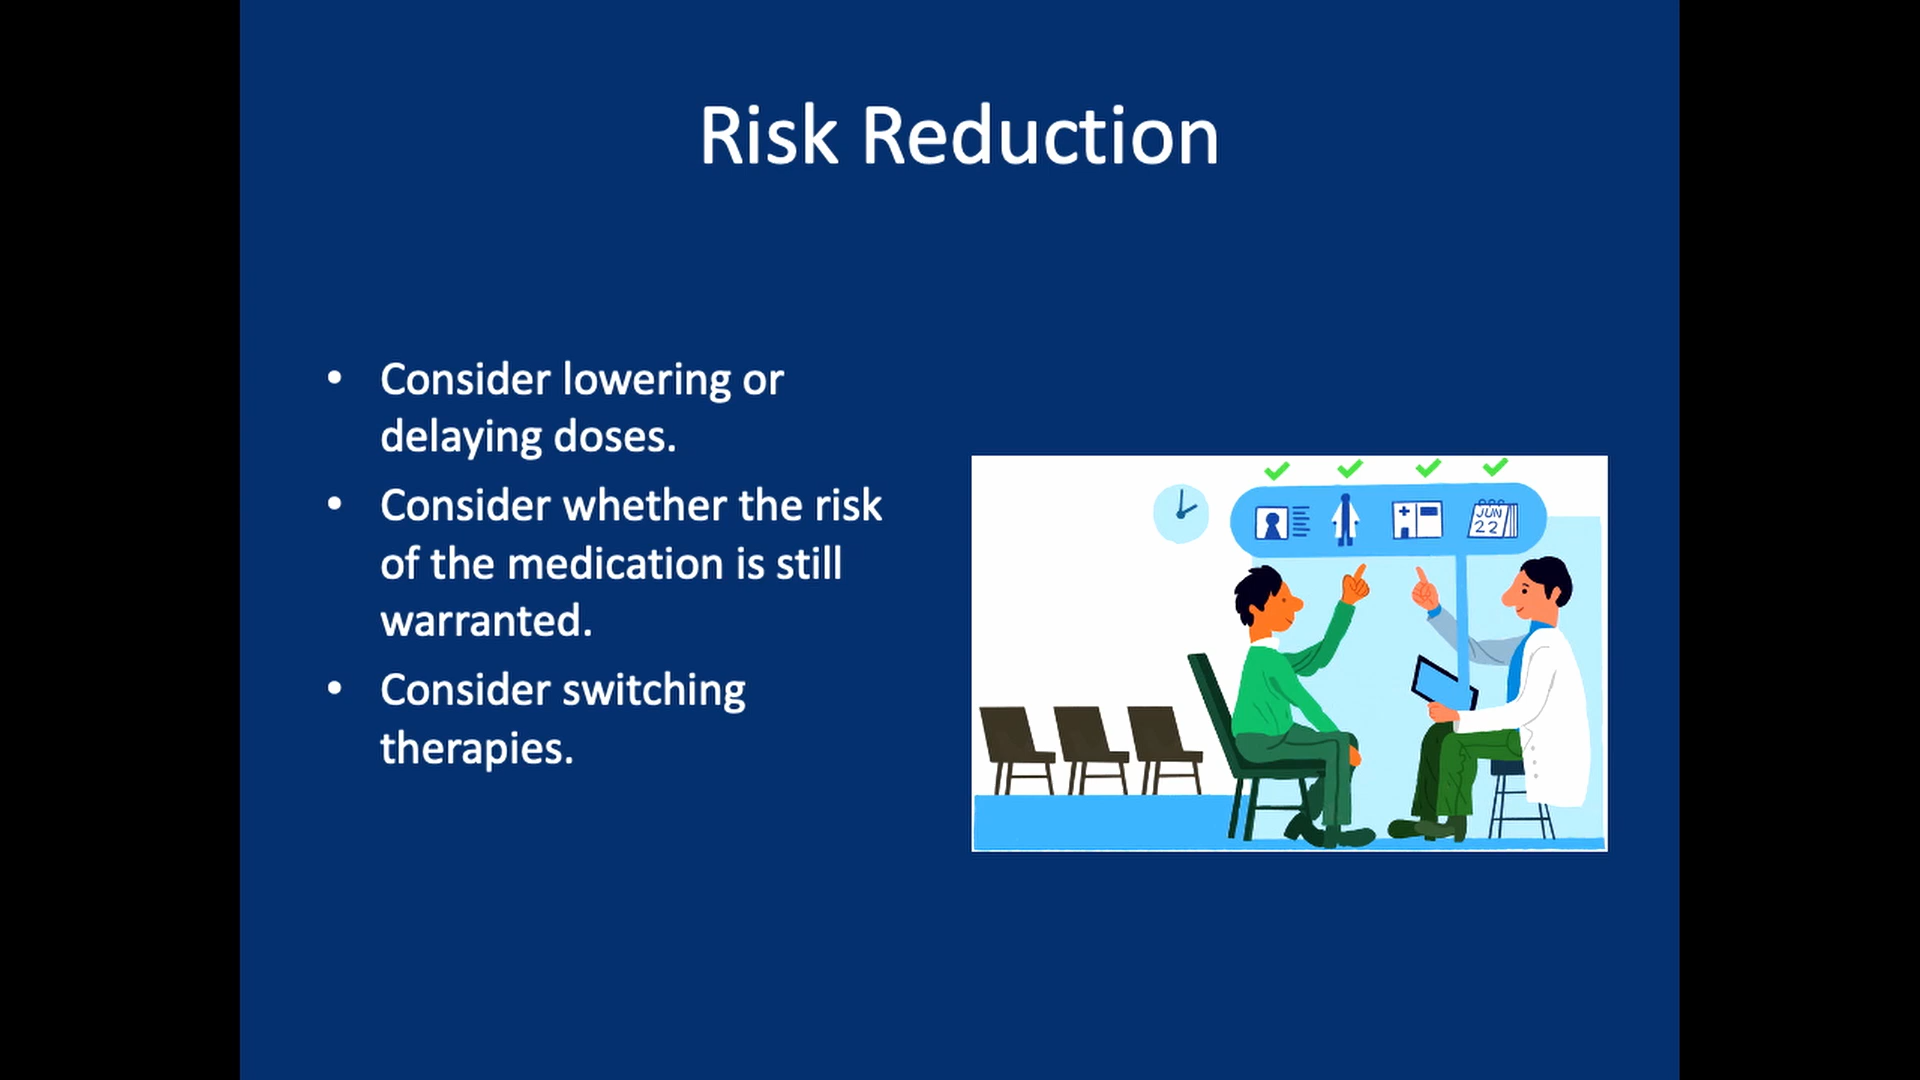 Risk Reduction
• Consider lowering or
delaying doses.
• Consider whether the risk
of the medication is still
warranted.
• Consider switching
therapies.
JUN
22